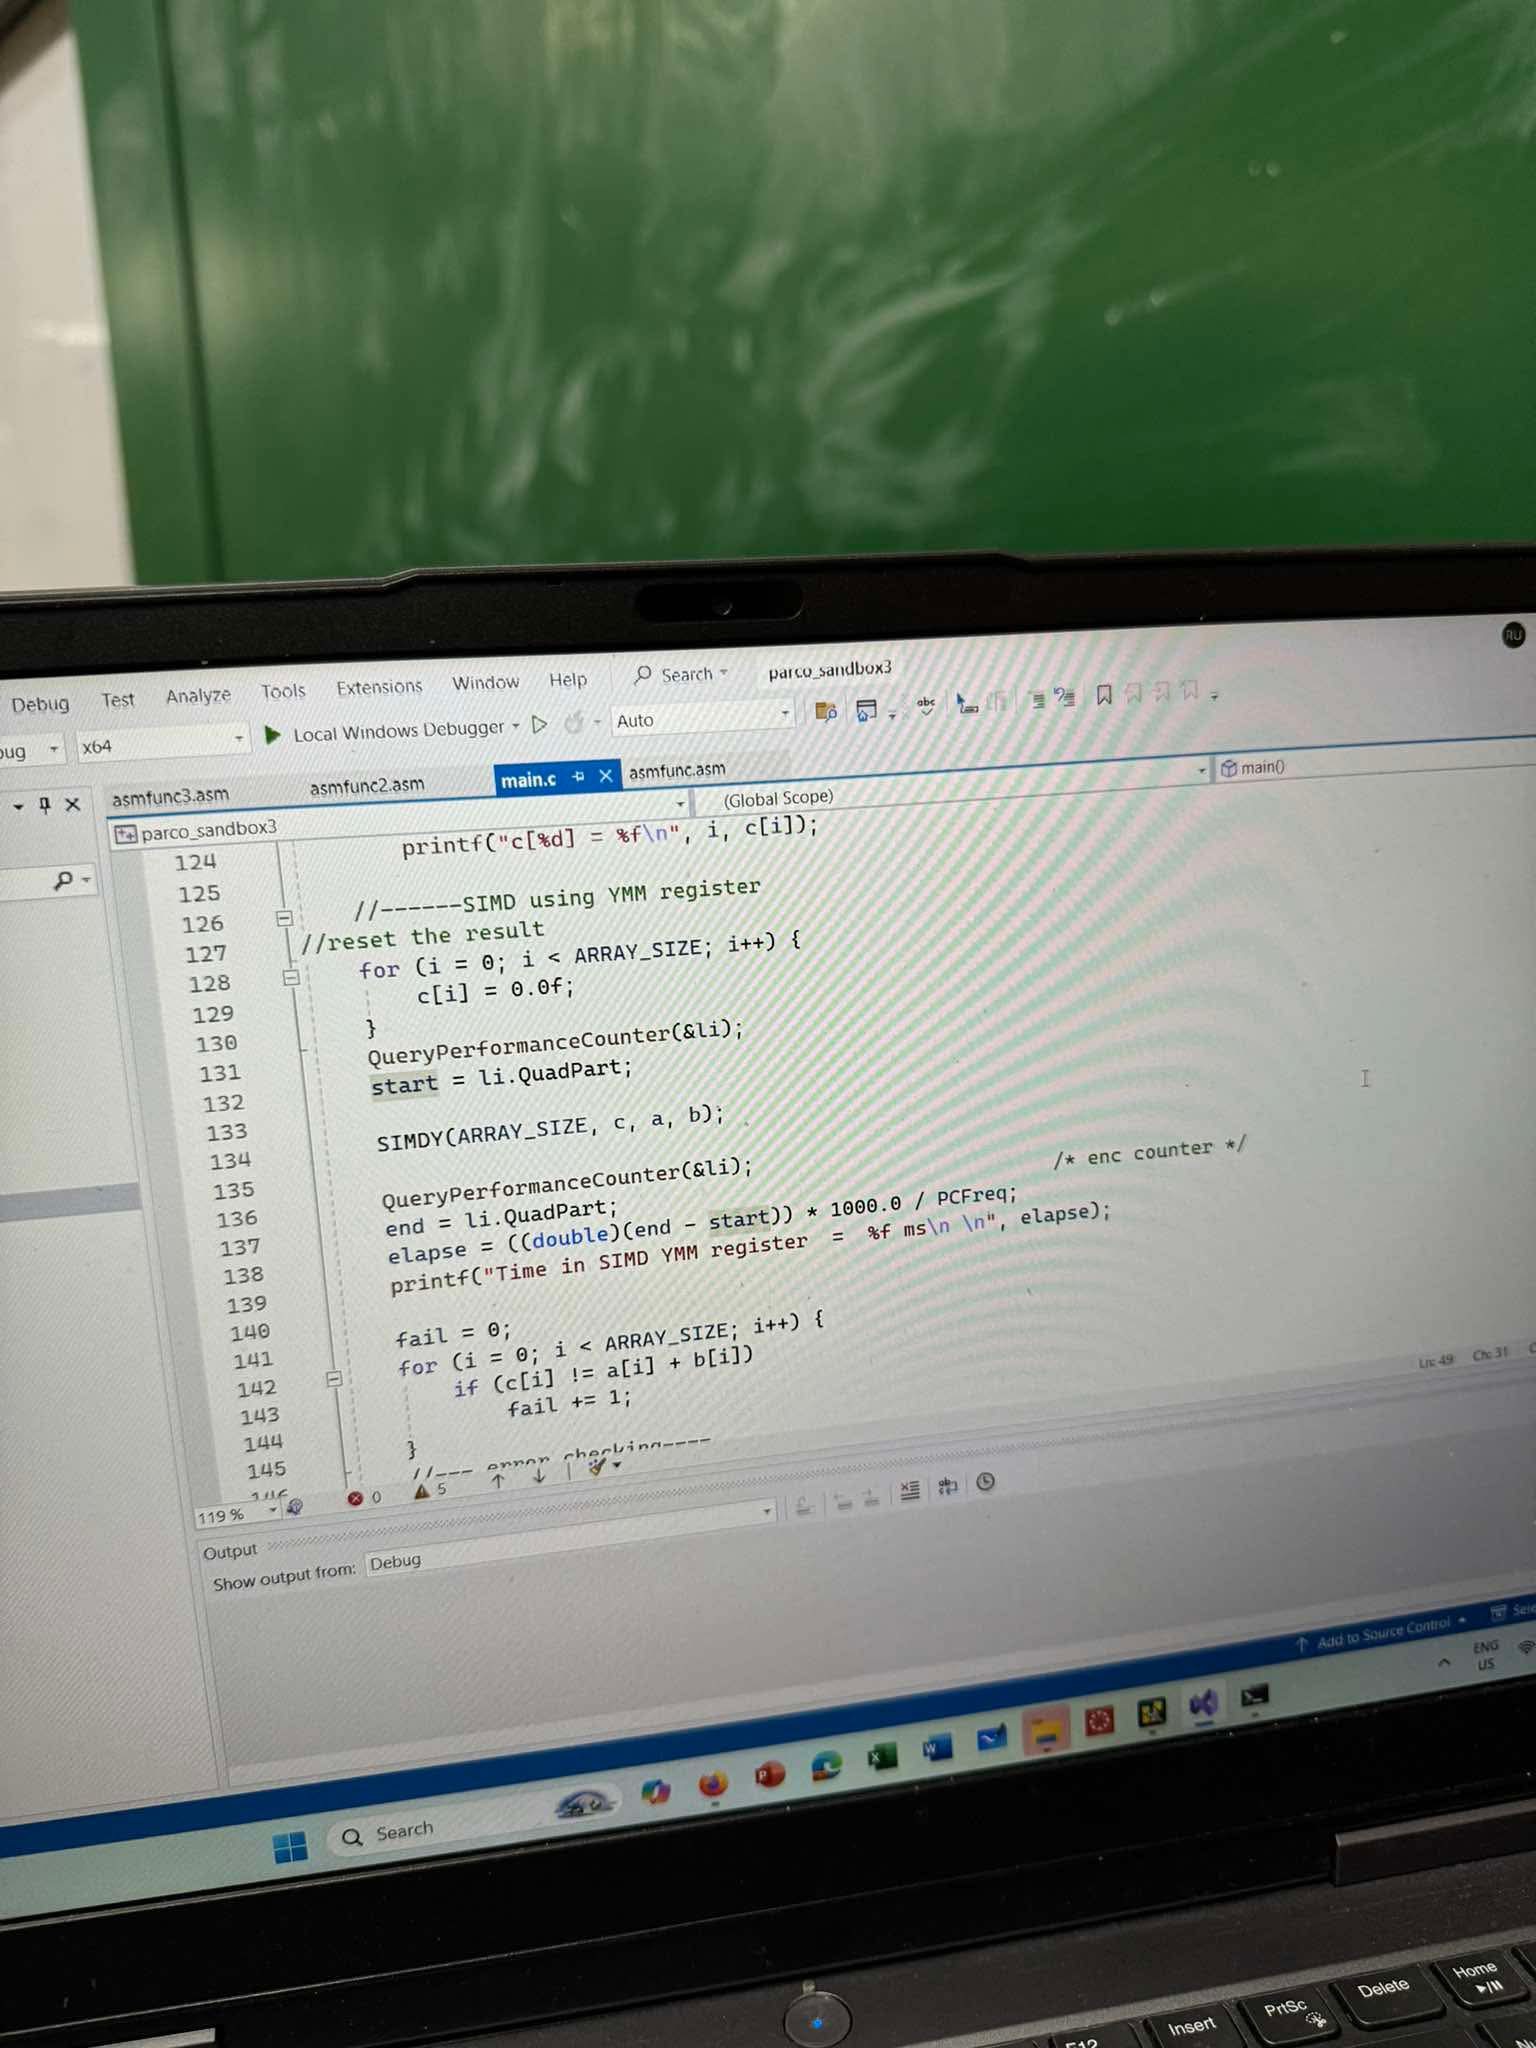 RU
Debug Test Analyze Tools Extensions Window Help Search parco_sandbox3
bug x64 Local Windows Debugger Auto
asmfunc3.asm asmfunc2.asm main.c asmfunc.asm
parco_sandbox3 (Global Scope) main()
124 printf("c[%d] = %f\n", i, c[i]);
125
126 //------SIMD using YMM register
127 //reset the result
128 for (i = 0; i < ARRAY_SIZE; i++) {
129 c[i] = 0.0f;
130 }
131 QueryPerformanceCounter(&li);
132 start = li.QuadPart;
133
134 SIMDY(ARRAY_SIZE, c, a, b);
135
136 QueryPerformanceCounter(&li); /* enc counter */
137 end = li.QuadPart;
138 elapse = ((double)(end - start)) * 1000.0 / PCFreq;
139 printf("Time in SIMD YMM register = %f ms\n \n", elapse);
140
141 fail = 0;
142 for (i = 0; i < ARRAY_SIZE; i++) {
143 if (c[i] != a[i] + b[i])
144 fail += 1;
145 }
146 //--- error checking----
119 % 0 5 Ln: 49 Ch: 31
Output
Show output from: Debug
Add to Source Control
ENG
US
Search
F12 Insert PrtSc Delete Home